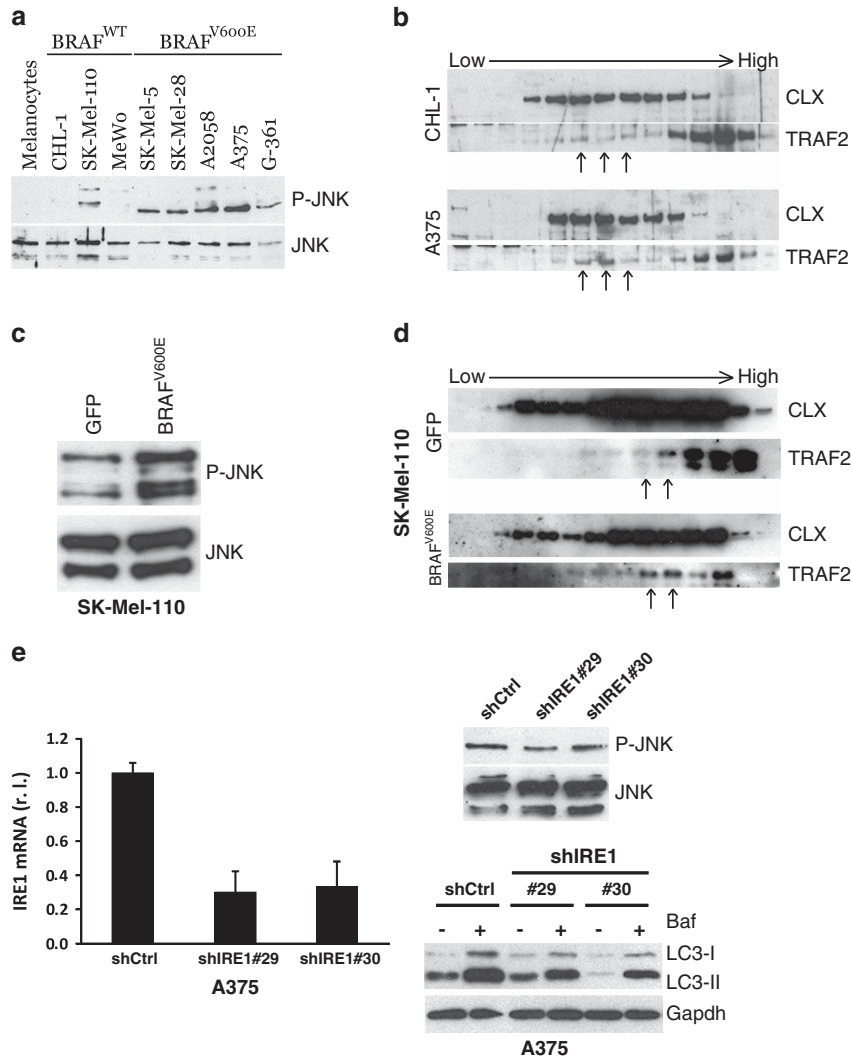 a
BRAF^WT BRAF^V600E
Melanocytes
CHL-1
SK-Mel-110
MeWo
SK-Mel-5
SK-Mel-28
A2058
A375
G-361
P-JNK
JNK
b
Low High
CHL-1
CLX
TRAF2
A375
CLX
TRAF2
c
GFP
BRAF^V600E
P-JNK
JNK
SK-Mel-110
d
Low High
SK-Mel-110
GFP
CLX
TRAF2
BRAF^V600E
CLX
TRAF2
e
IRE1 mRNA (r. l.)
1.2
1.0
0.8
0.6
0.4
0.2
0.0
shCtrl shIRE1#29 shIRE1#30
A375
shCtrl
shIRE1#29
shIRE1#30
P-JNK
JNK
shIRE1
shCtrl #29 #30
- + - + - + Baf
LC3-I
LC3-II
Gapdh
A375